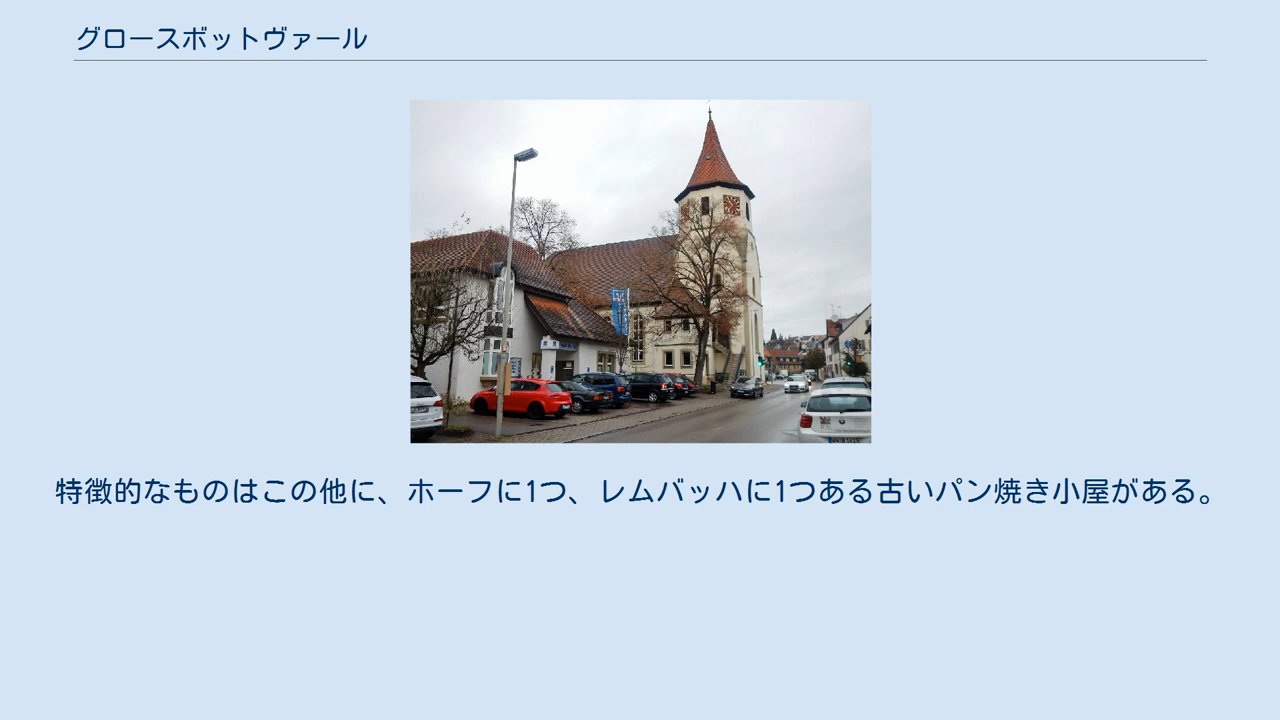 グロースボットヴァール
特徴的なものはこの他に、ホーフに1つ、レムバッハに1つある古いパン焼き小屋がある。